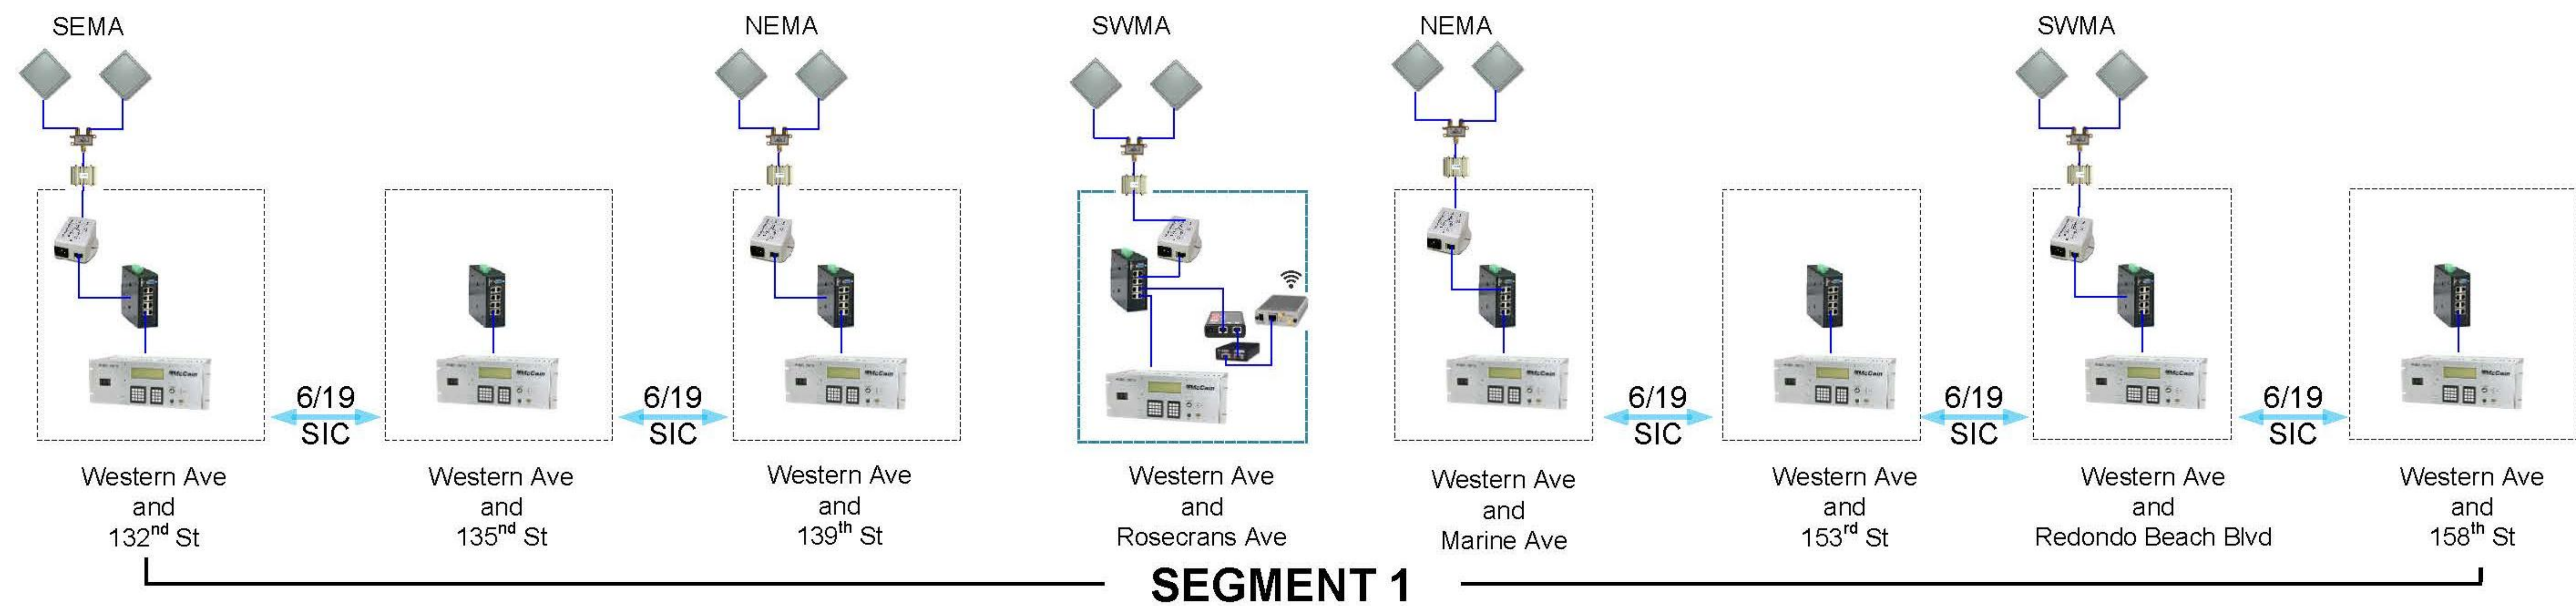 SEMA
NEMA
SWMA
NEMA
SWMA
6/19
SIC
6/19
SIC
6/19
SIC
6/19
SIC
6/19
SIC
Western Ave
and
132nd St
Western Ave
and
135nd St
Western Ave
and
139th St
Western Ave
and
Rosecrans Ave
Western Ave
and
Marine Ave
Western Ave
and
153rd St
Western Ave
and
Redondo Beach Blvd
Western Ave
and
158th St
SEGMENT 1